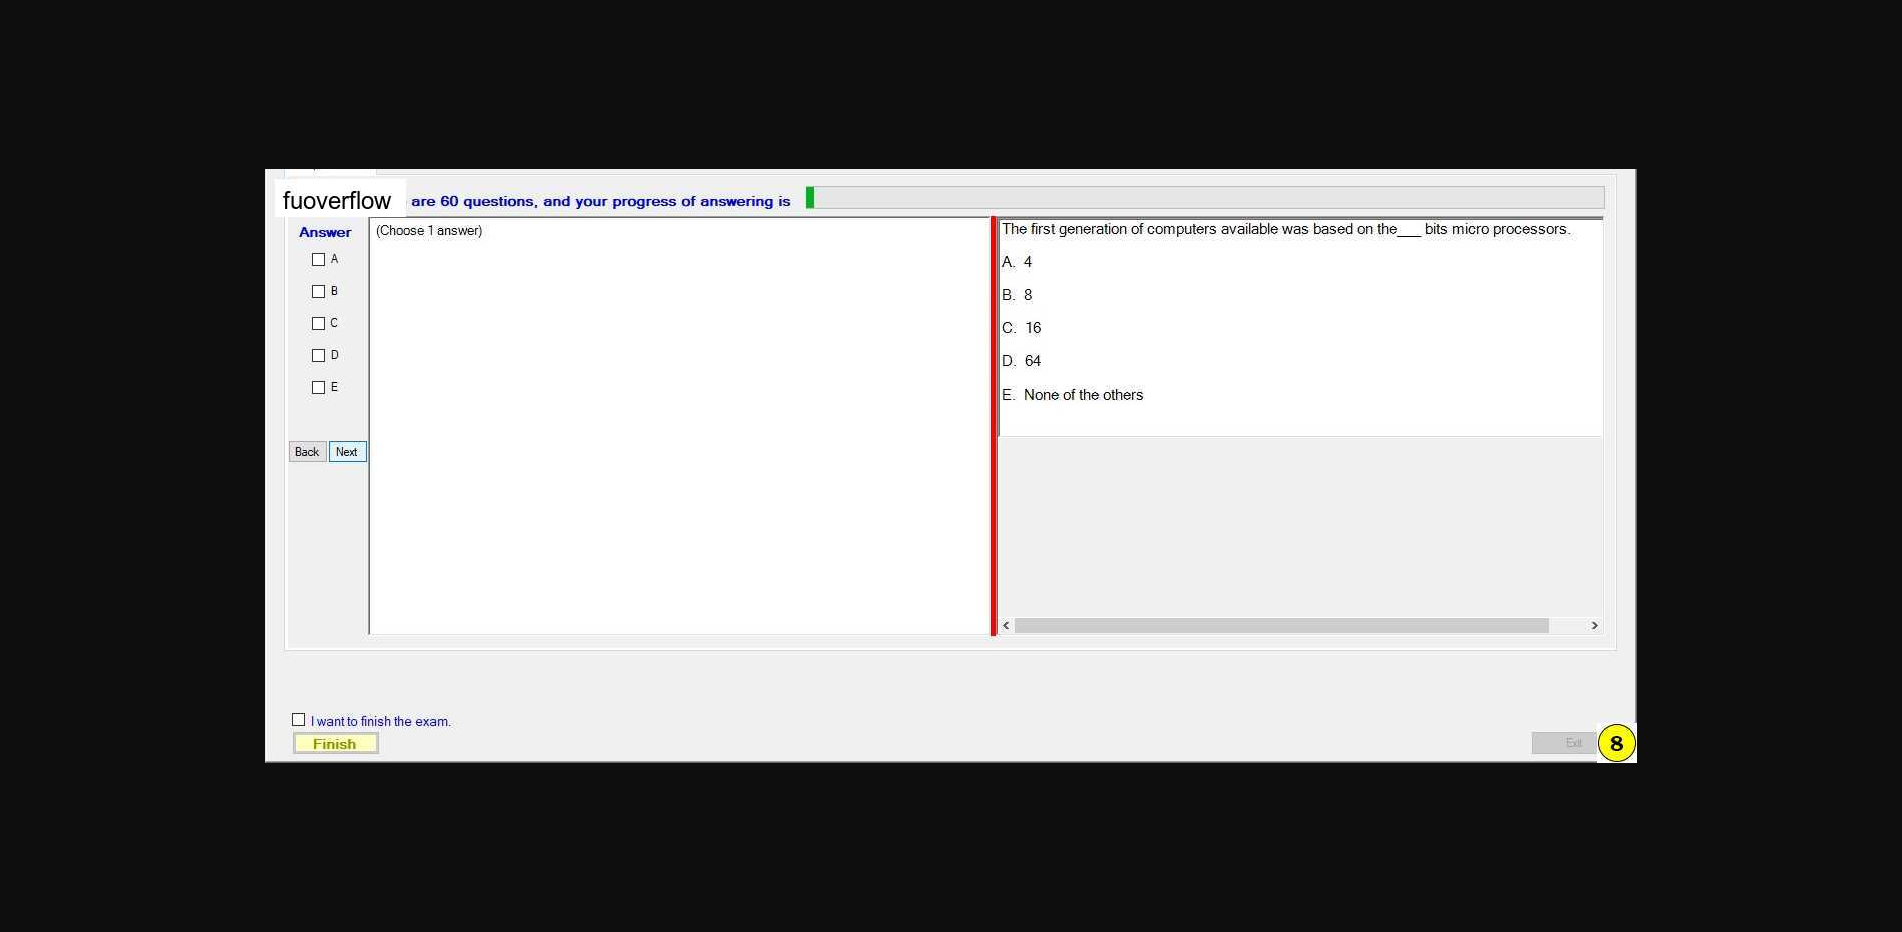 fuoverflow are 60 questions, and your progress of answering is
Answer
(Choose 1 answer)
A
B
C
D
E
Back Next
The first generation of computers available was based on the___ bits micro processors.
A. 4
B. 8
C. 16
D. 64
E. None of the others
I want to finish the exam.
Finish
Exit
8